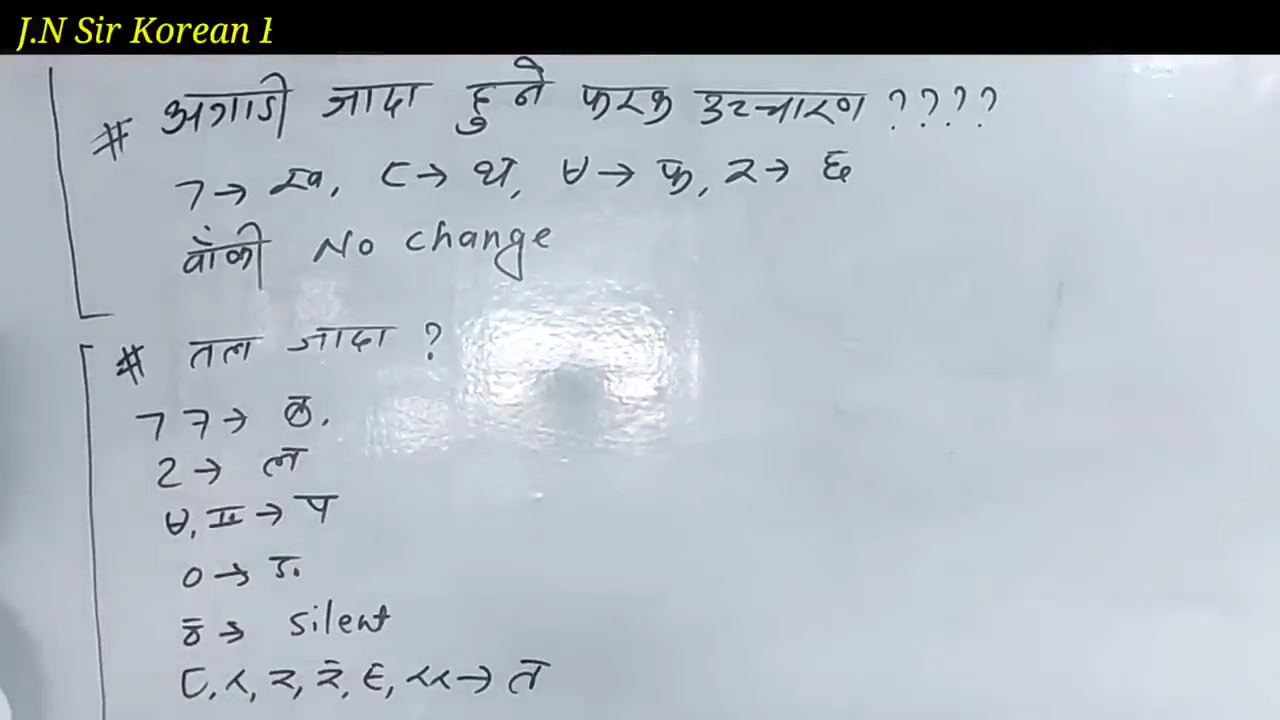 J.N Sir Korean
# अगाडी जादा हुने फरक उच्चारण ????
ㄱ→ ख, ㄷ→ थ, ㅂ→ फ, ㅈ→ छ
बाँकी No change
# तल जादा ?
ㄱ ㅋ→ क.
ㄹ→ ल
ㅂ, ㅍ→ प
ㅇ→ ङ
ㅎ→ silent
ㄷ, ㅅ, ㅈ, ㅊ, ㅌ, ㅆ→ त